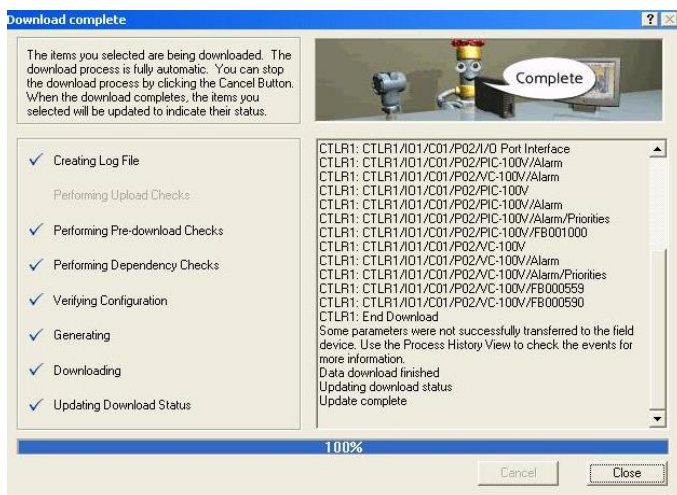 Download complete
The items you selected are being downloaded. The
download process is fully automatic. You can stop
the download process by clicking the Cancel Button.
When the download completes, the items you
selected will be updated to indicate their status.
Complete
Creating Log File
Performing Upload Checks
Performing Pre-download Checks
Performing Dependency Checks
Verifying Configuration
Generating
Downloading
Updating Download Status
CTLR1: CTLR1/IO1/C01/P02/I/O Port Interface
CTLR1: CTLR1/IO1/C01/P02/PIC-100V/Alarm
CTLR1: CTLR1/IO1/C01/P02/VC-100V/Alarm
CTLR1: CTLR1/IO1/C01/P02/PIC-100V
CTLR1: CTLR1/IO1/C01/P02/PIC-100V/Alarm
CTLR1: CTLR1/IO1/C01/P02/PIC-100V/Alarm/Priorities
CTLR1: CTLR1/IO1/C01/P02/PIC-100V/FB001000
CTLR1: CTLR1/IO1/C01/P02/VC-100V
CTLR1: CTLR1/IO1/C01/P02/VC-100V/Alarm
CTLR1: CTLR1/IO1/C01/P02/VC-100V/Alarm/Priorities
CTLR1: CTLR1/IO1/C01/P02/VC-100V/FB000559
CTLR1: CTLR1/IO1/C01/P02/VC-100V/FB000590
CTLR1: End Download
Some parameters were not successfully transferred to the field
device. Use the Process History View to check the events for
more information.
Data download finished
Updating download status
Update complete
100%
Cancel
Close